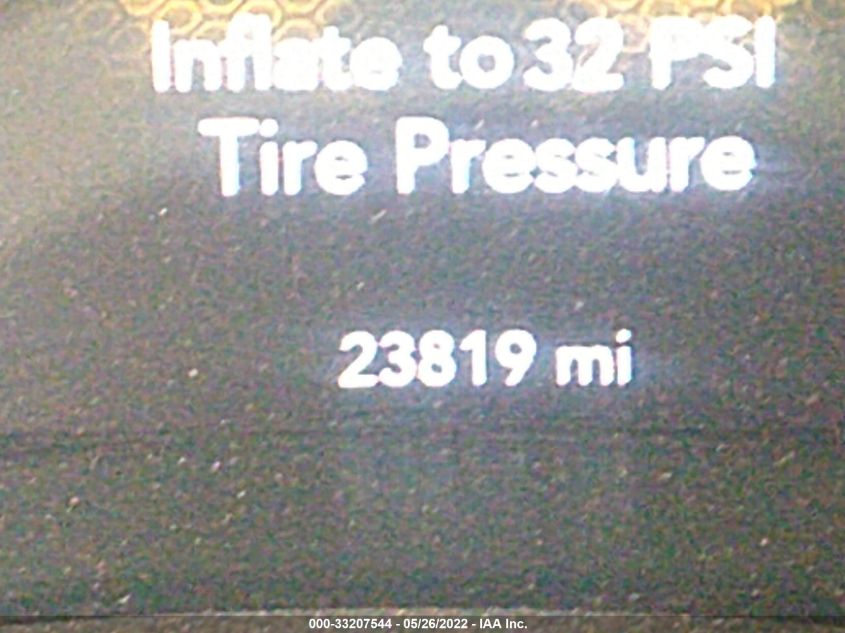 Inflate to 32 PSI
Tire Pressure
23819 mi
000-33207544 - 05/26/2022 - IAA Inc.